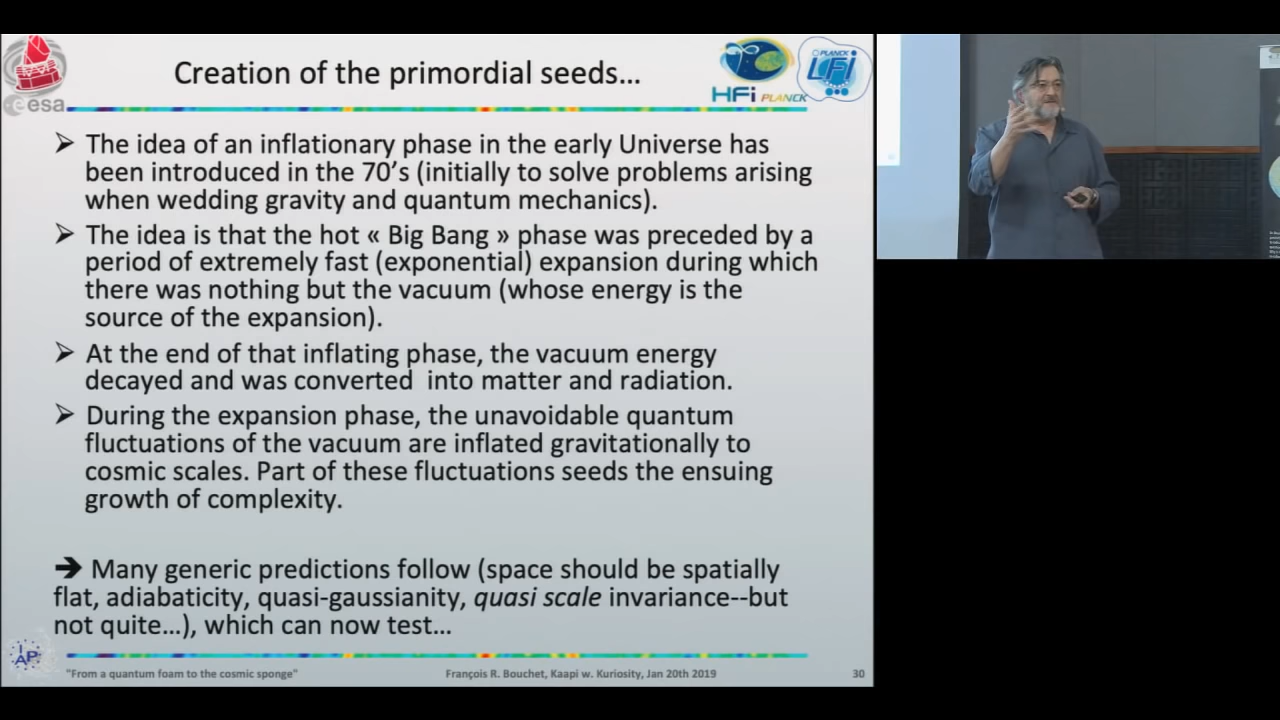 Creation of the primordial seeds...
esa
HFi PLANCK
PLANCK
LFi
➢ The idea of an inflationary phase in the early Universe has
been introduced in the 70's (initially to solve problems arising
when wedding gravity and quantum mechanics).
➢ The idea is that the hot « Big Bang » phase was preceded by a
period of extremely fast (exponential) expansion during which
there was nothing but the vacuum (whose energy is the
source of the expansion).
➢ At the end of that inflating phase, the vacuum energy
decayed and was converted into matter and radiation.
➢ During the expansion phase, the unavoidable quantum
fluctuations of the vacuum are inflated gravitationally to
cosmic scales. Part of these fluctuations seeds the ensuing
growth of complexity.
➔ Many generic predictions follow (space should be spatially
flat, adiabaticity, quasi-gaussianity, quasi scale invariance--but
not quite...), which can now test...
IAP
"From a quantum foam to the cosmic sponge"
François R. Bouchet, Kaapi w. Kuriosity, Jan 20th 2019
30